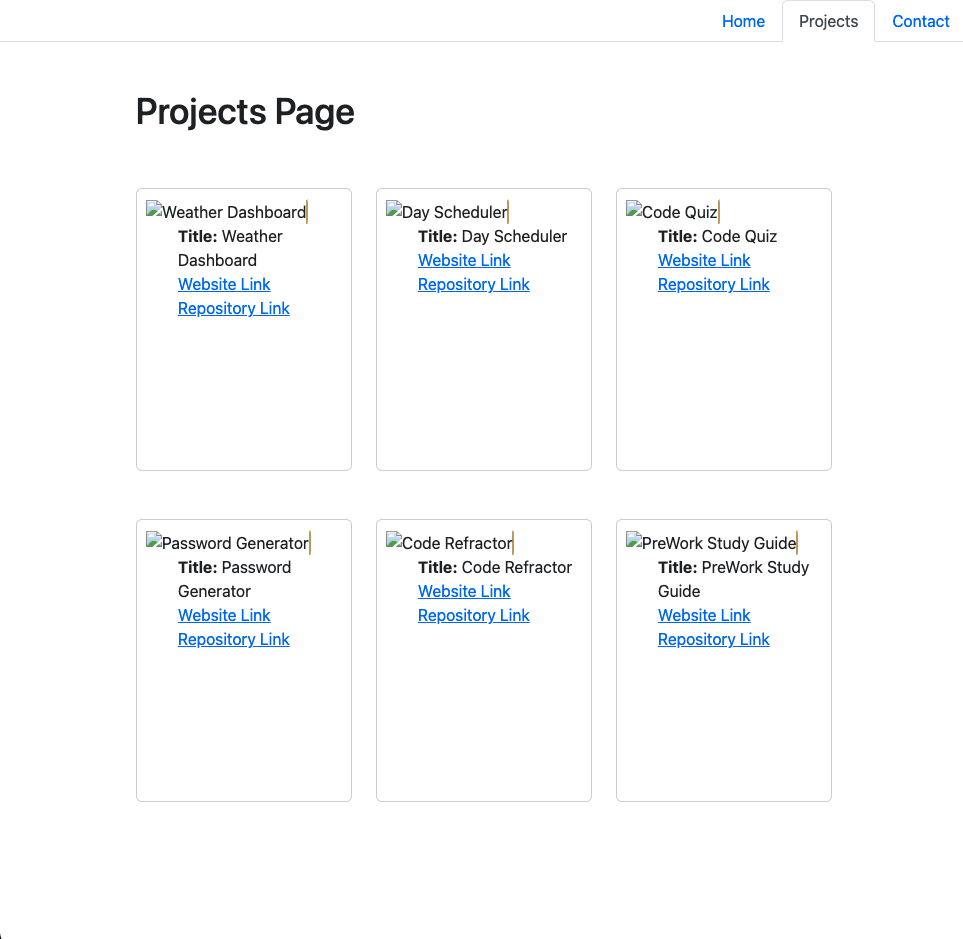 Home Projects Contact
Projects Page
Weather Dashboard
Title: Weather
Dashboard
Website Link
Repository Link
Day Scheduler
Title: Day Scheduler
Website Link
Repository Link
Code Quiz
Title: Code Quiz
Website Link
Repository Link
Password Generator
Title: Password
Generator
Website Link
Repository Link
Code Refractor
Title: Code Refractor
Website Link
Repository Link
PreWork Study Guide
Title: PreWork Study
Guide
Website Link
Repository Link